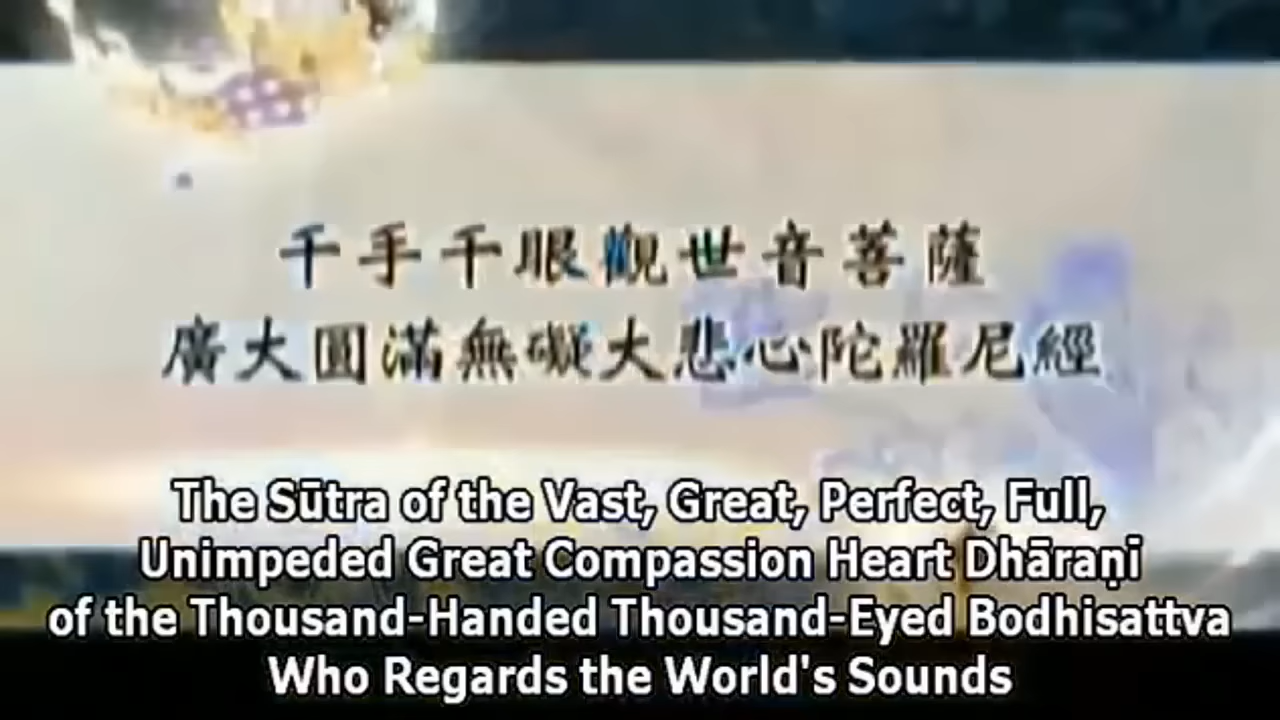 千手千眼觀世音菩薩
廣大圓滿無礙大悲心陀羅尼經
The Sūtra of the Vast, Great, Perfect, Full,
Unimpeded Great Compassion Heart Dhāraṇi
of the Thousand-Handed Thousand-Eyed Bodhisattva
Who Regards the World's Sounds